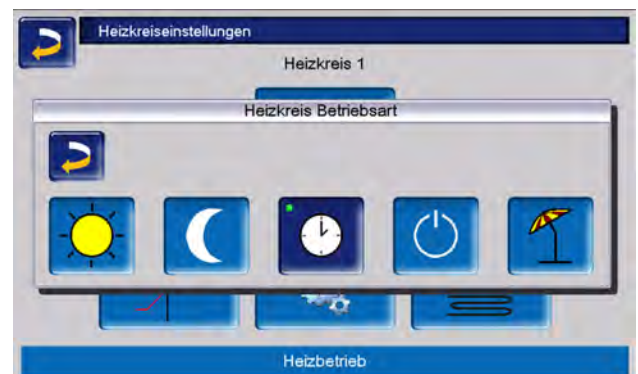 Heizkreiseinstellungen
Heizkreis 1
Heizkreis Betriebsart
Heizbetrieb